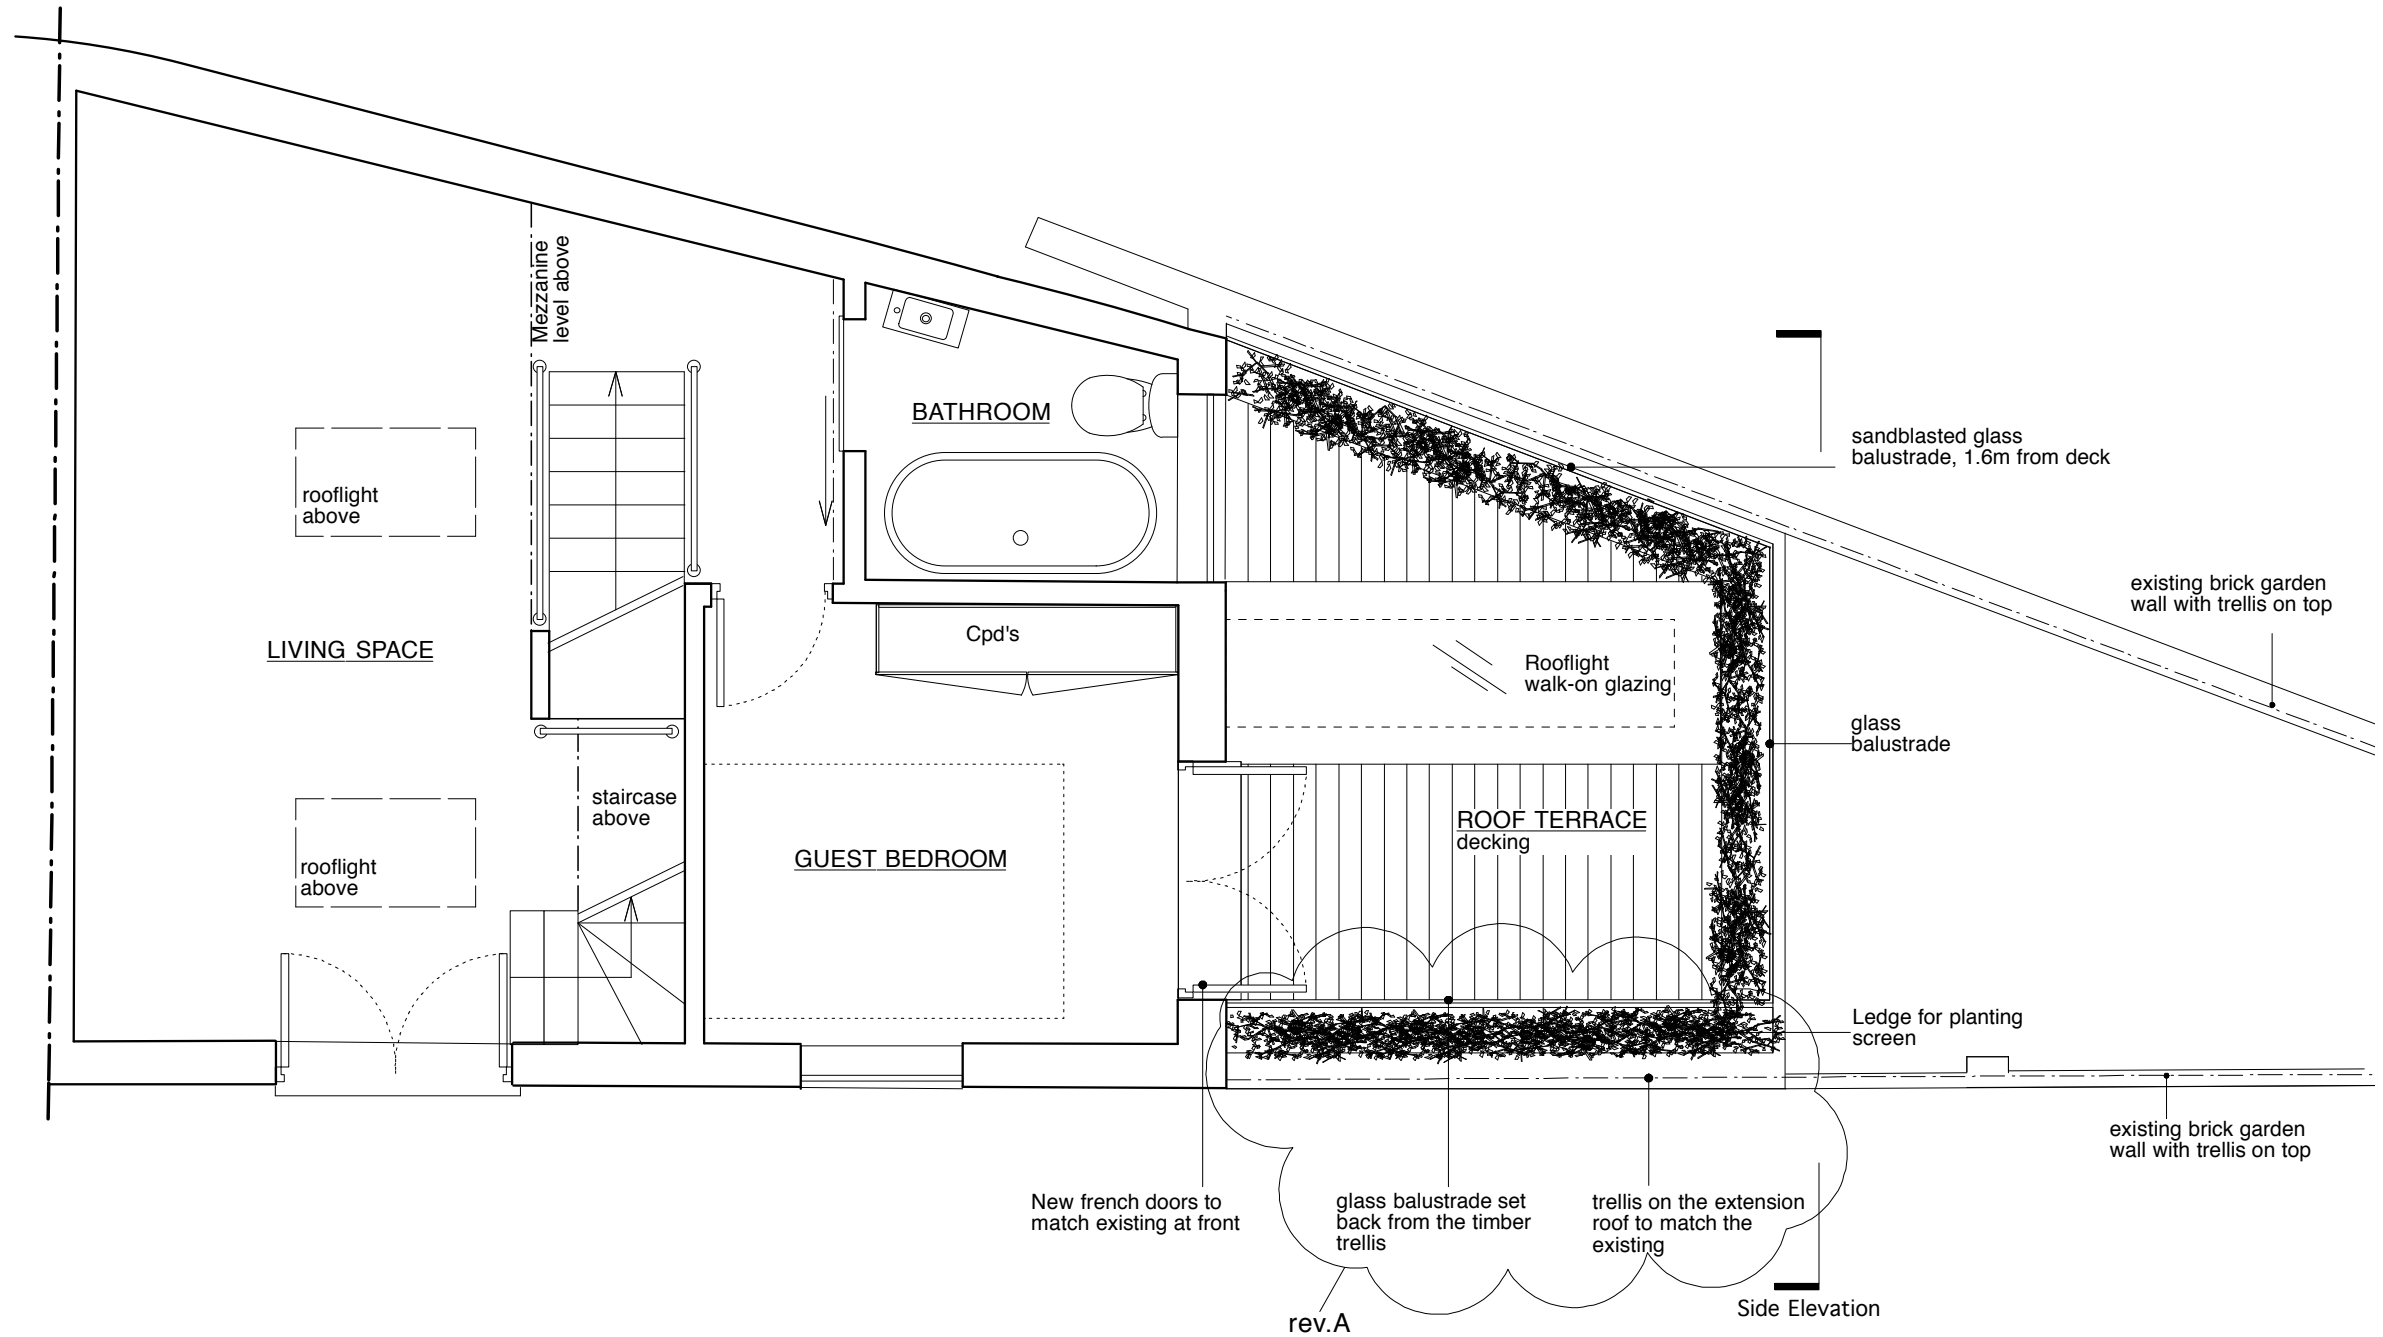 Mezzanine
level above
BATHROOM
sandblasted glass
balustrade, 1.6m from deck
rooflight
above
existing brick garden
wall with trellis on top
Cpd's
LIVING SPACE
Rooflight
walk-on glazing
glass
balustrade
staircase
above
ROOF TERRACE
decking
GUEST BEDROOM
rooflight
above
Ledge for planting
screen
existing brick garden
wall with trellis on top
New french doors to
match existing at front
glass balustrade set
back from the timber
trellis
trellis on the extension
roof to match the
existing
Side Elevation
rev.A